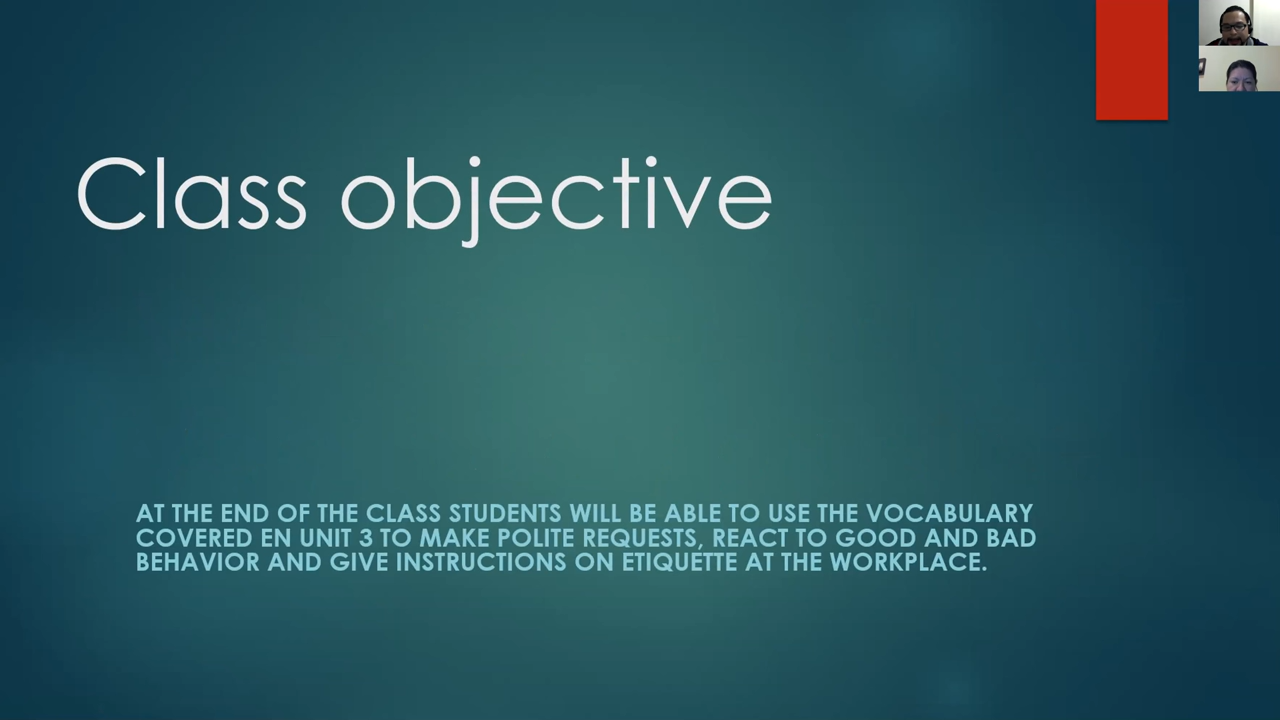 Class objective
AT THE END OF THE CLASS STUDENTS WILL BE ABLE TO USE THE VOCABULARY
COVERED EN UNIT 3 TO MAKE POLITE REQUESTS, REACT TO GOOD AND BAD
BEHAVIOR AND GIVE INSTRUCTIONS ON ETIQUETTE AT THE WORKPLACE.